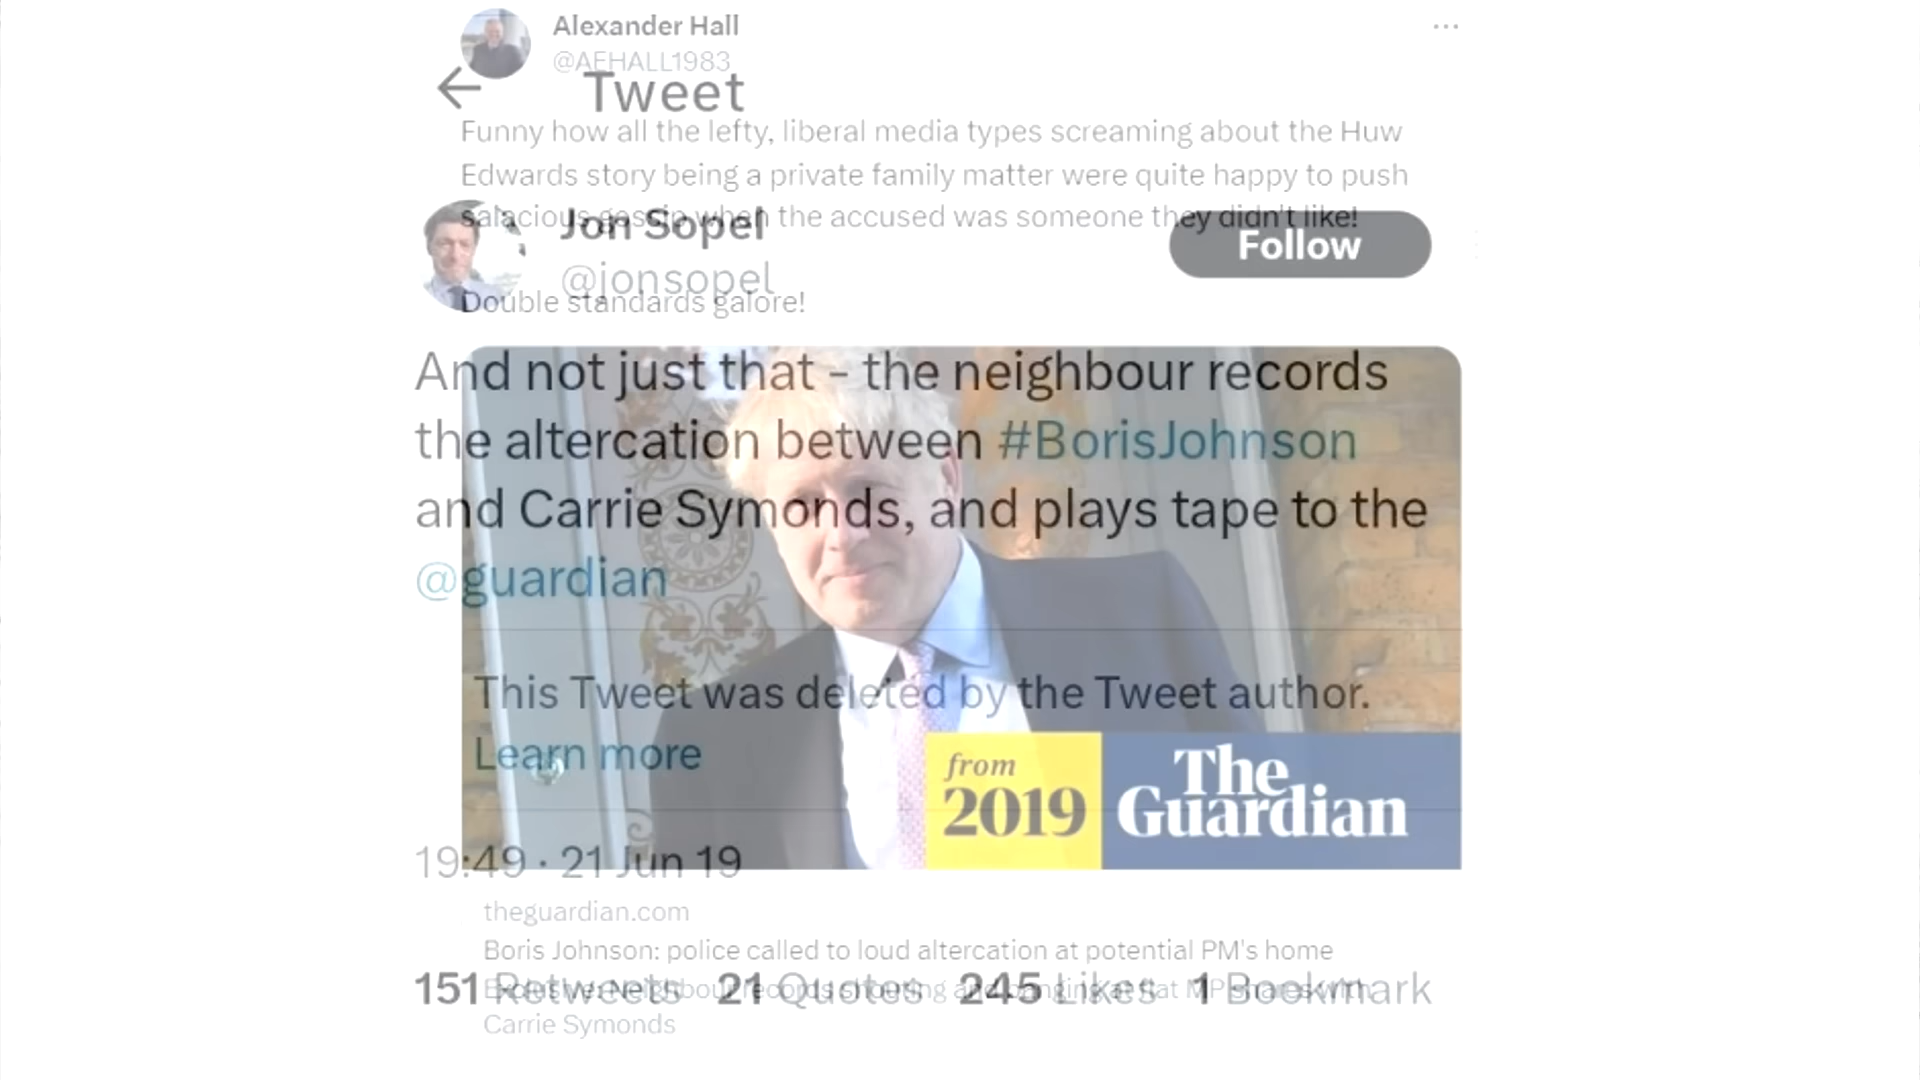 Alexander Hall
@AEHALL1983
Tweet
Funny how all the lefty, liberal media types screaming about the Huw
Edwards story being a private family matter were quite happy to push
salacious gossip when the accused was someone they didn't like!
Jon Sopel
Follow
@jonsopel
Double standards galore!
And not just that - the neighbour records
the altercation between #BorisJohnson
and Carrie Symonds, and plays tape to the
@guardian
This Tweet was deleted by the Tweet author.
Learn more
from
2019
The
Guardian
19:49 · 21 Jun 19
theguardian.com
Boris Johnson: police called to loud altercation at potential PM's home
151 Retweets 21 Quotes 245 Likes 1 Bookmark
Exclusive: Neighbour records shouting and banging at flat MP shares with
Carrie Symonds